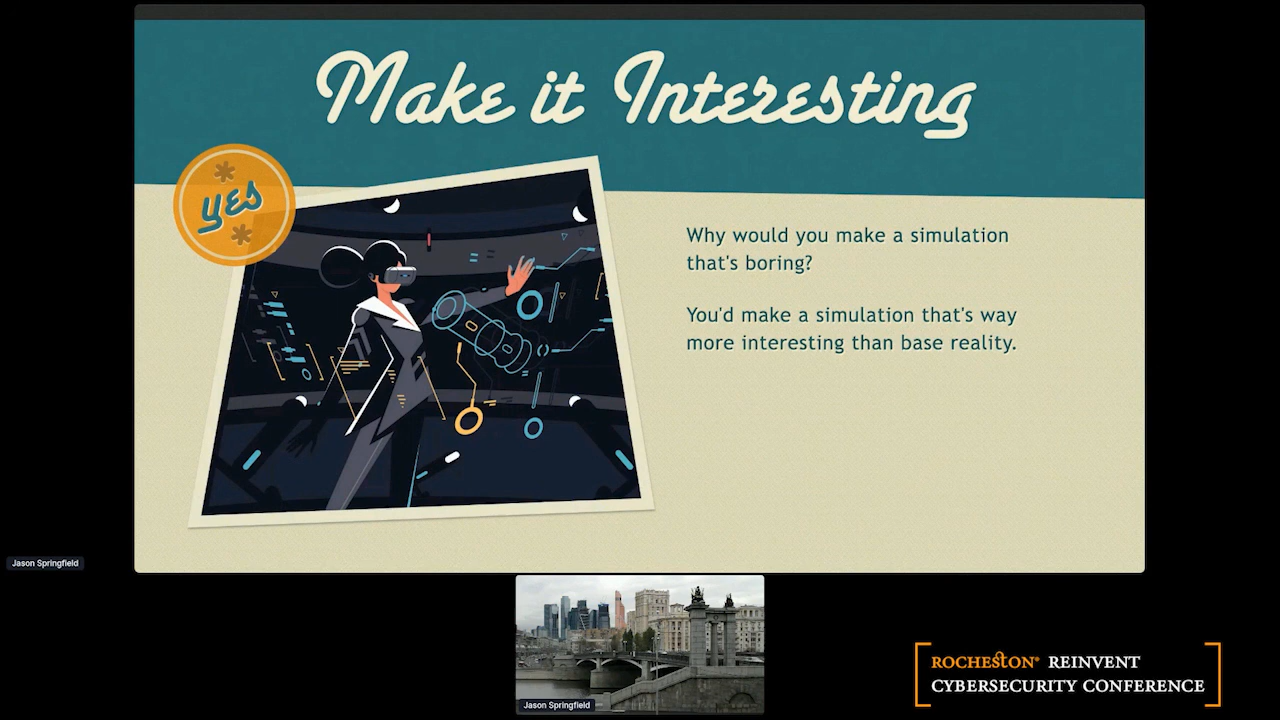 Make it Interesting
yes
Why would you make a simulation
that's boring?
You'd make a simulation that's way
more interesting than base reality.
Jason Springfield
Jason Springfield
ROCHESTON® REINVENT
CYBERSECURITY CONFERENCE